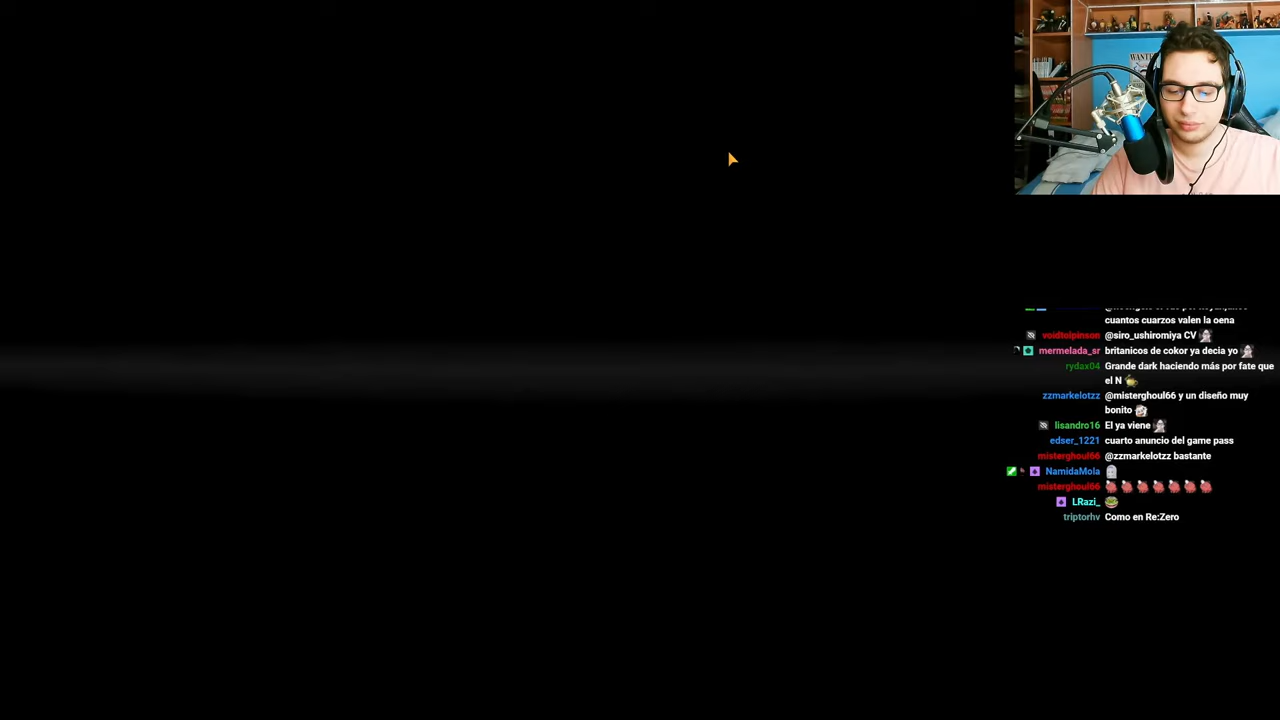 WANTED
cuantos cuarzos valen la oena
voidtolpinson @siro_ushiromiya CV
mermelada_sr britanicos de cokor ya decia yo
rydax04 Grande dark haciendo más por fate que
el N
zzmarkelotzz @misterghoul66 y un diseño muy
bonito
lisandro16 El ya viene
edser_1221 cuarto anuncio del game pass
misterghoul66 @zzmarkelotzz bastante
NamidaMola
misterghoul66
LRazi_
triptorhv Como en Re:Zero